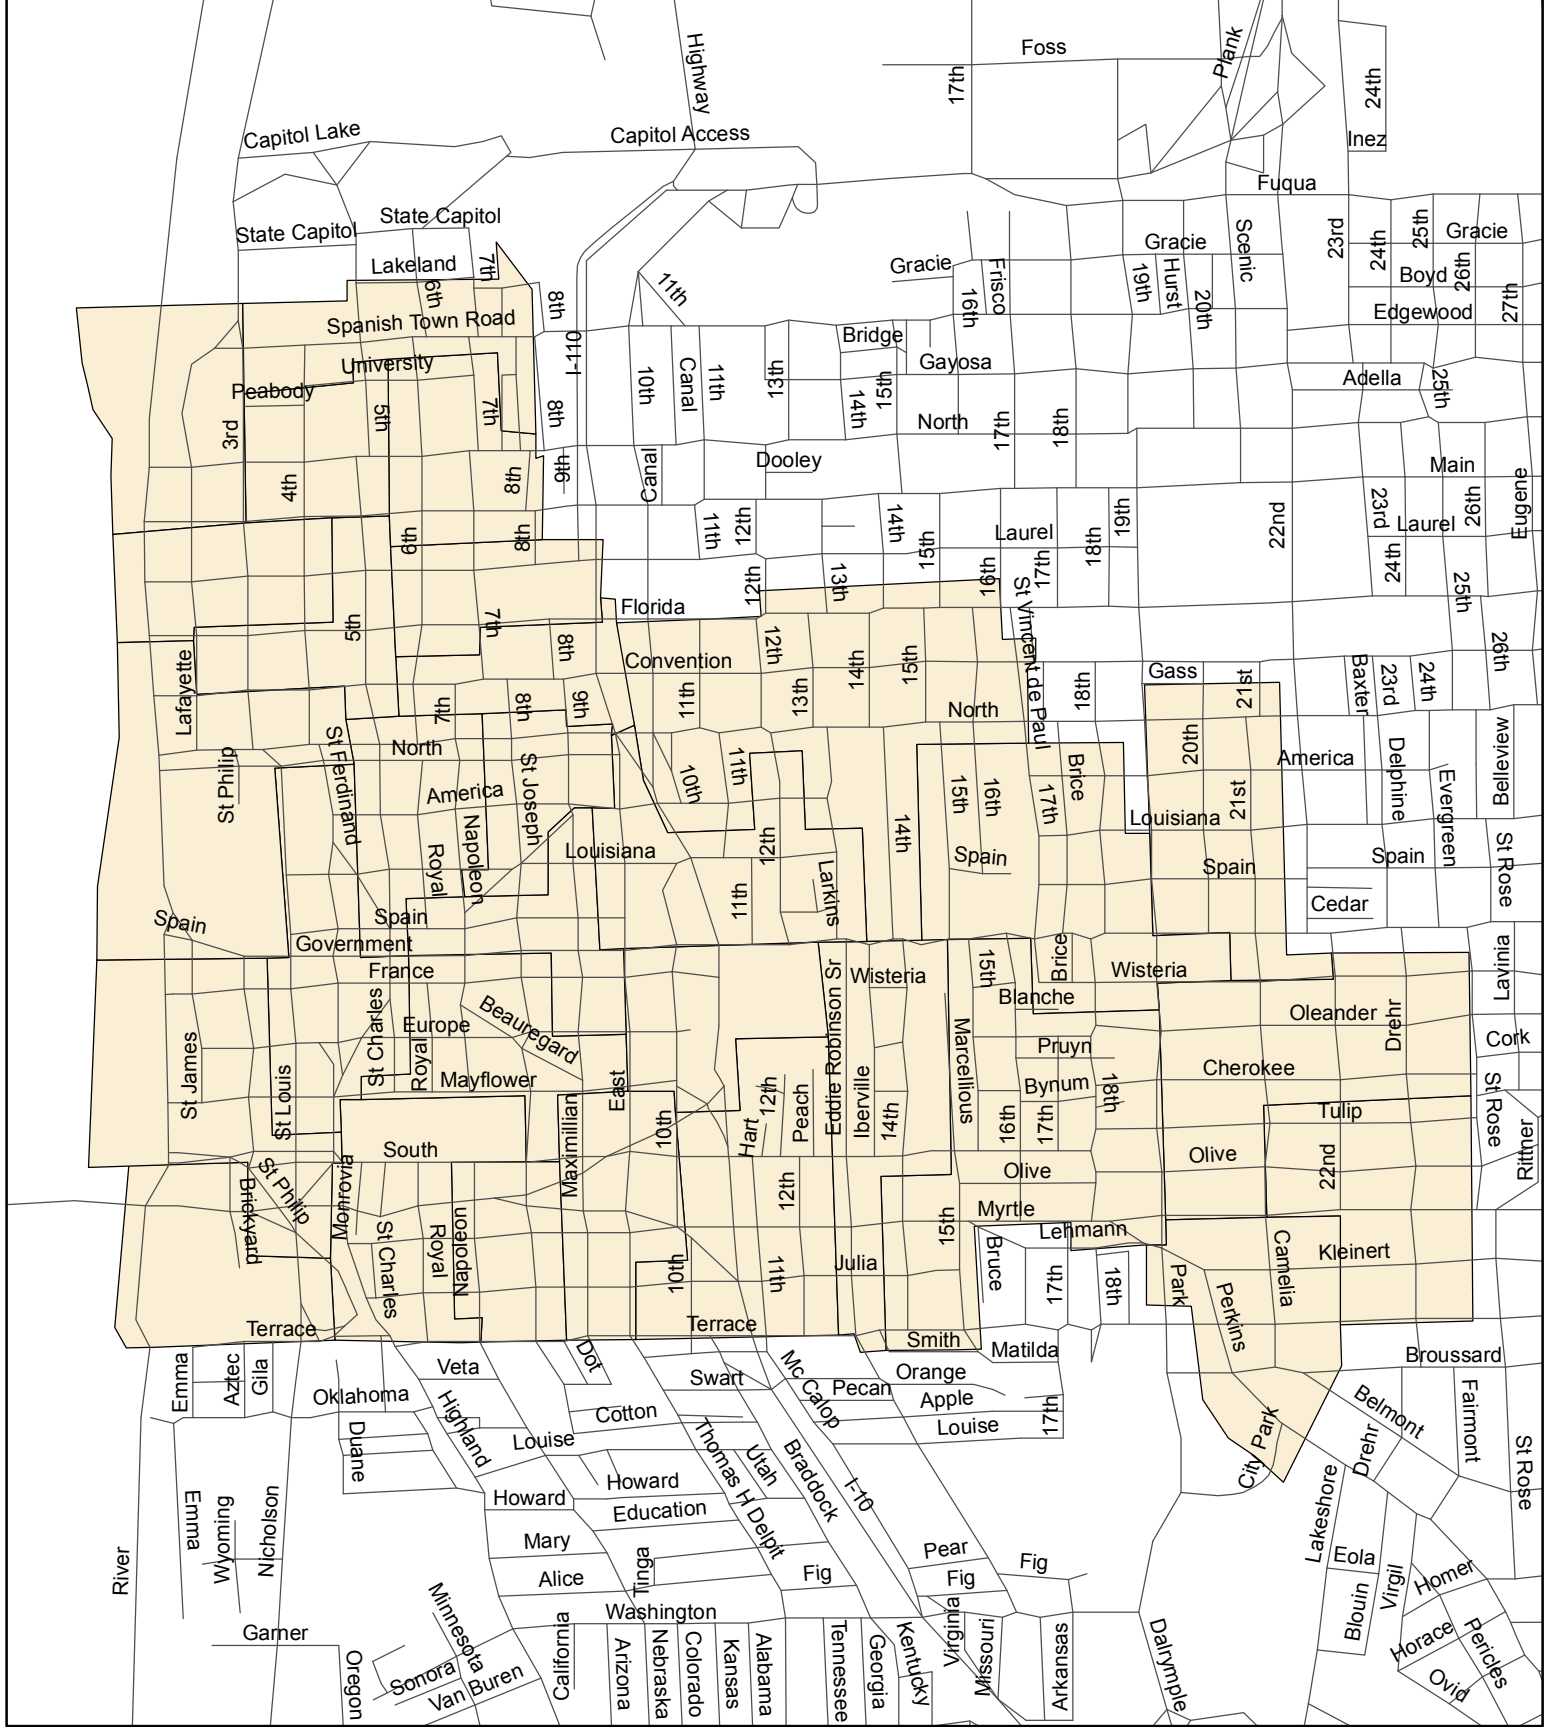 Highway
Foss
Plank
17th
24th
Capitol Lake
Capitol Access
Inez
Fuqua
State Capitol
State Capitol
Gracie
Scenic
23rd
24th
25th
Gracie
Lakeland
7th
6th
8th
11th
Gracie
Frisco
16th
19th
Hurst
20th
Boyd
26th
27th
Edgewood
Spanish Town Road
I-110
Bridge
Gayosa
University
Peabody
10th
Canal
11th
13th
14th
15th
Adella
25th
3rd
5th
7th
8th
North
17th
18th
4th
8th
9th
Canal
Dooley
Main
6th
8th
11th
12th
14th
15th
Laurel
19th
18th
22nd
23rd
Laurel
26th
Eugene
12th
13th
16th
17th
24th
25th
Florida
St Vincent de Paul
5th
7th
8th
Convention
12th
14th
15th
26th
Lafayette
Gass
21st
Baxter
23rd
24th
18th
7th
8th
9th
11th
13th
North
North
20th
America
Delphine
Belleview
St Philip
St Ferdinand
America
St Joseph
10th
11th
15th
16th
17th
Brice
21st
Evergreen
Napoleon
Louisiana
12th
14th
Louisiana
Royal
Spain
Spain
Spain
St Rose
Larkins
11th
Cedar
Spain
Spain
Government
France
Eddie Robinson Sr
Wisteria
15th
Brice
Wisteria
Lavinia
Blanche
St Charles
Europe
Beauregard
Oleander
Drehr
St James
St Louis
Royal
Mayflower
East
Marcellious
Pruyn
Cherokee
Cork
Bynum
18th
12th
Peach
Iberville
14th
Tulip
St Rose
Maximillian
10th
Hart
16th
17th
South
Olive
Olive
22nd
Rittner
Monrovia
St Philip
Brickyard
12th
Myrtle
15th
Lehmann
St Charles
Royal
Napoleon
Bruce
Camelia
Kleinert
10th
11th
Julia
17th
18th
Park
Perkins
Terrace
Terrace
Smith
Matilda
Emma
Aztec
Gila
Veta
Dot
Swart
Mc Calop
Orange
Broussard
Oklahoma
Highland
Pecan
Apple
Belmont
Fairmont
Cotton
17th
Duane
Louise
Thomas H Delpit
Utah
Braddock
Louise
City Park
Drehr
St Rose
Howard
I-10
Howard
Education
Emma
Wyoming
Nicholson
Lakeshore
Mary
River
Tinga
Pear
Fig
Eola
Alice
Fig
Fig
Virgil
Homer
Minnesota
Washington
Virginia
Blouin
Garner
California
Missouri
Arkansas
Dalrymple
Horace
Pericles
Oregon
Sonora
Van Buren
Arizona
Nebraska
Colorado
Kansas
Alabama
Tennessee
Georgia
Kentucky
Ovid